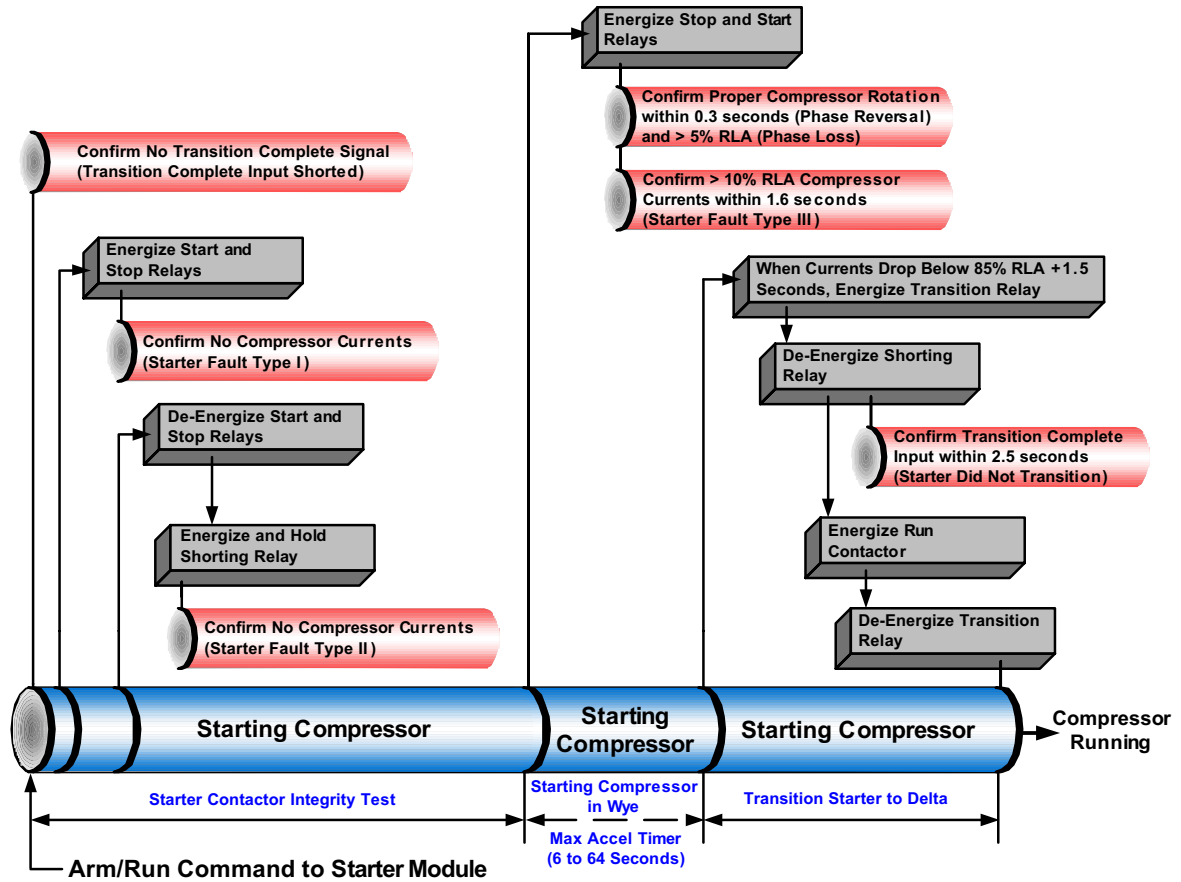 Energize Stop and Start
Relays
Confirm Proper Compressor Rotation
within 0.3 seconds (Phase Reversal)
and > 5% RLA (Phase Loss)
Confirm No Transition Complete Signal
(Transition Complete Input Shorted)
Confirm > 10% RLA Compressor
Currents within 1.6 seconds
(Starter Fault Type III)
Energize Start and
Stop Relays
When Currents Drop Below 85% RLA +1.5
Seconds, Energize Transition Relay
Confirm No Compressor Currents
(Starter Fault Type I)
De-Energize Shorting
Relay
De-Energize Start and
Stop Relays
Confirm Transition Complete
Input within 2.5 seconds
(Starter Did Not Transition)
Energize and Hold
Shorting Relay
Energize Run
Contactor
Confirm No Compressor Currents
(Starter Fault Type II)
De-Energize Transition
Relay
Starting Compressor
Starting
Compressor
Starting Compressor
Compressor
Running
Starter Contactor Integrity Test
Starting Compressor
in Wye
Max Accel Timer
(6 to 64 Seconds)
Transition Starter to Delta
Arm/Run Command to Starter Module